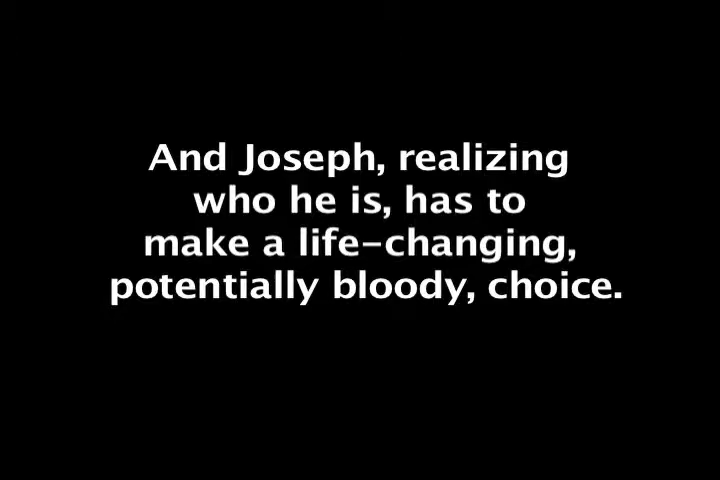 And Joseph, realizing
who he is, has to
make a life-changing,
potentially bloody, choice.